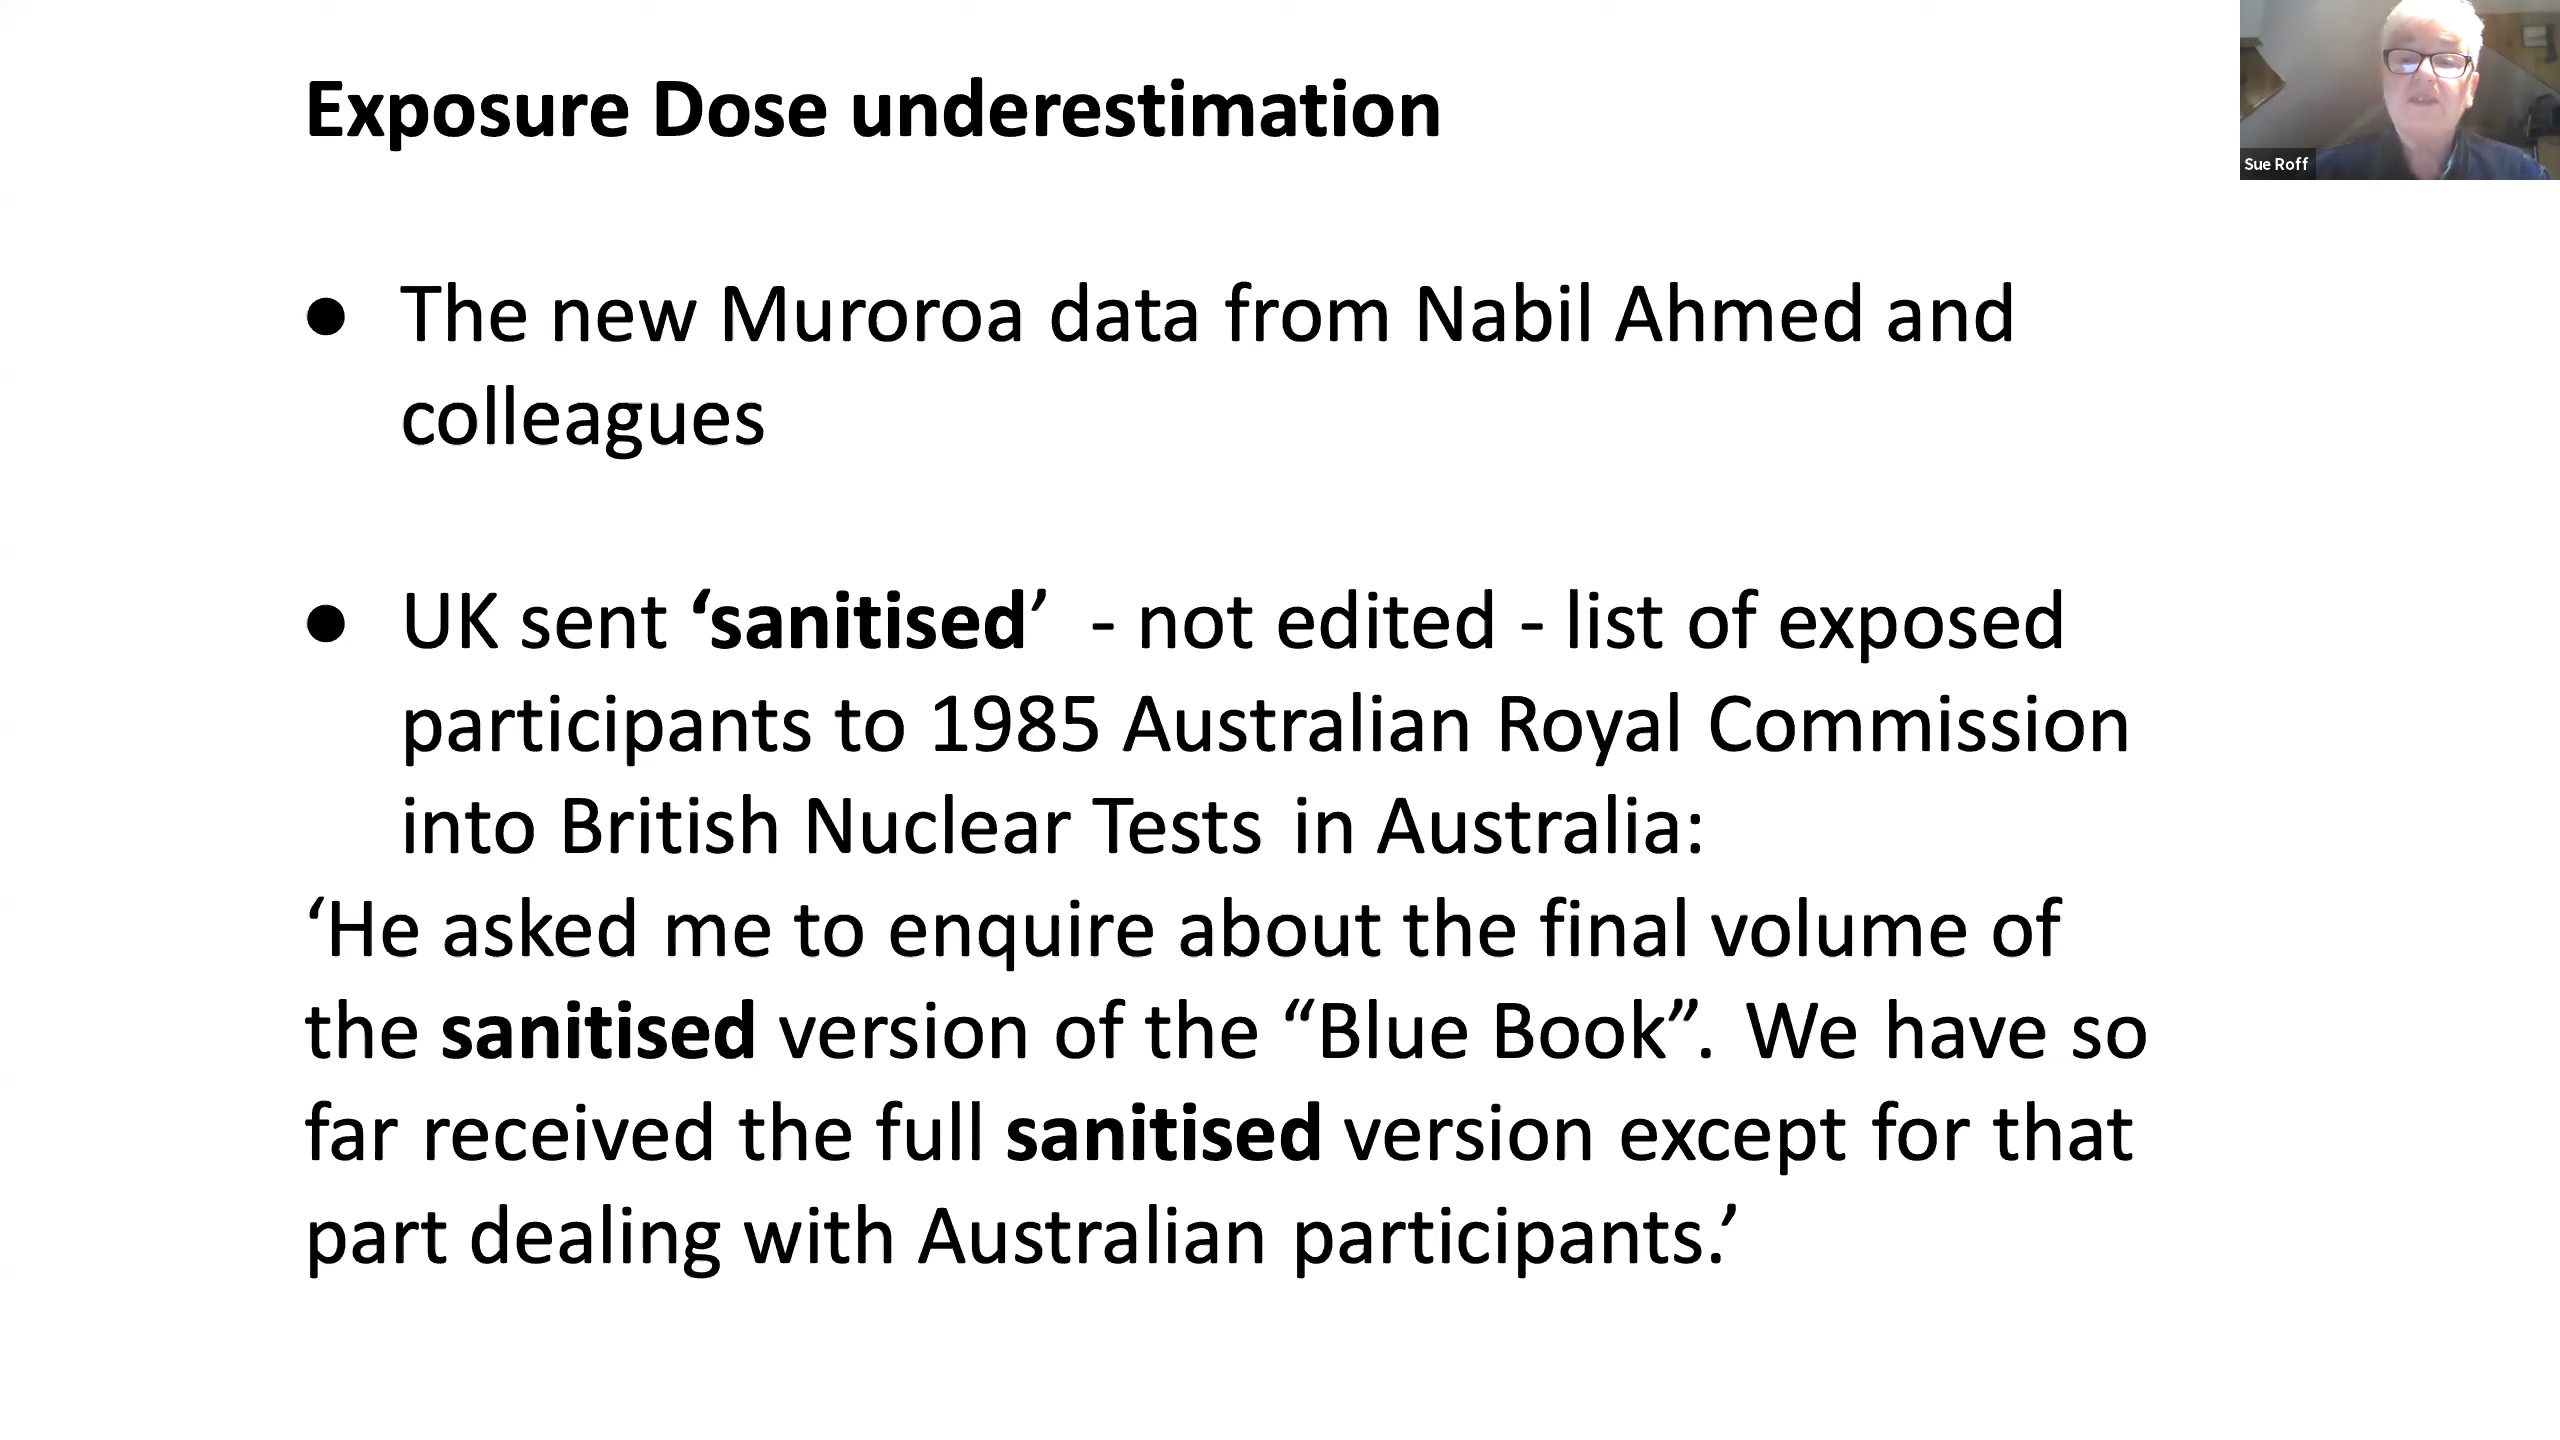 Exposure Dose underestimation
Sue Roff
● The new Muroroa data from Nabil Ahmed and
colleagues
● UK sent ‘sanitised’ - not edited - list of exposed
participants to 1985 Australian Royal Commission
into British Nuclear Tests in Australia:
‘He asked me to enquire about the final volume of
the sanitised version of the “Blue Book”. We have so
far received the full sanitised version except for that
part dealing with Australian participants.’